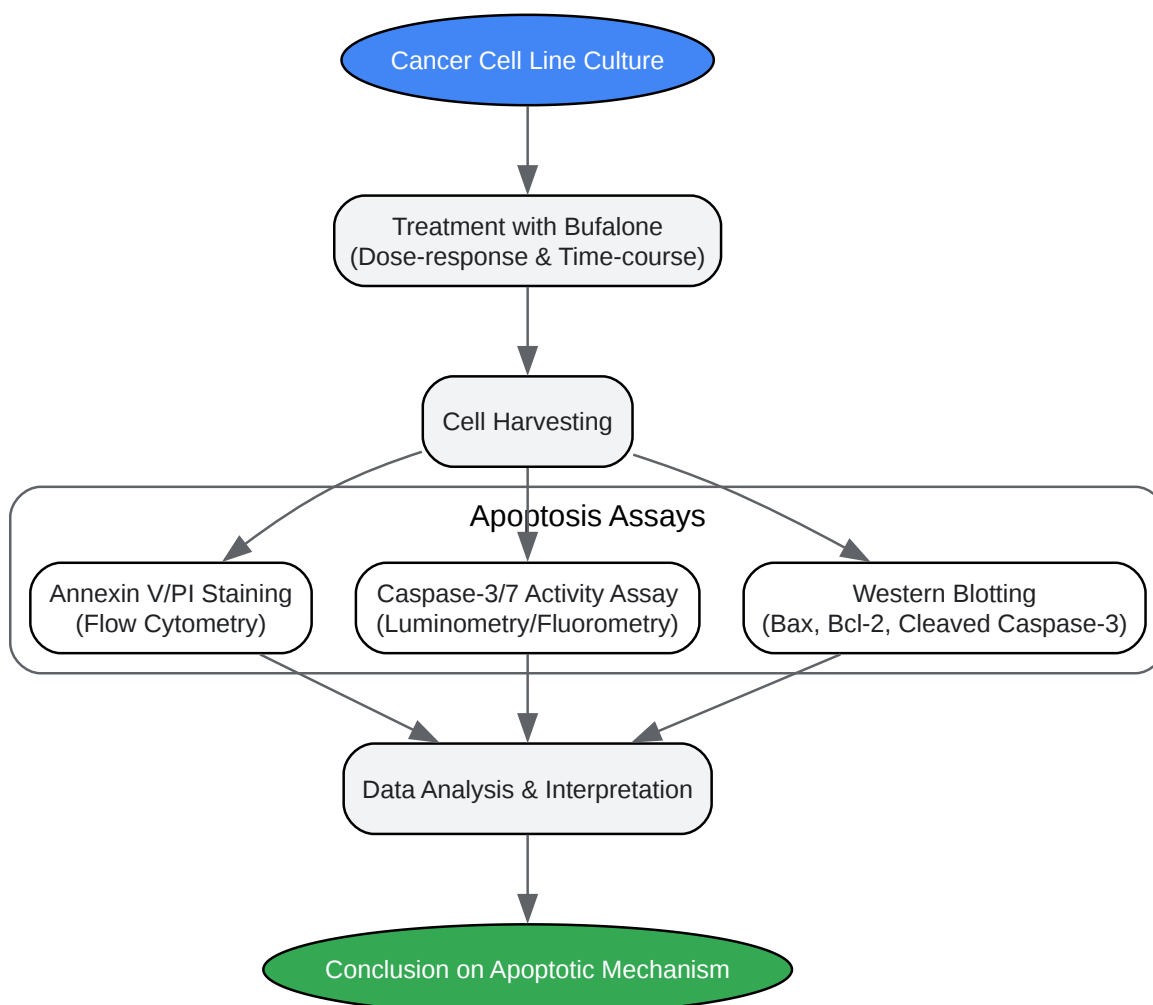 Cancer Cell Line Culture
Treatment with Bufalone
(Dose-response & Time-course)
Cell Harvesting
Apoptosis Assays
Annexin V/PI Staining
(Flow Cytometry)
Caspase-3/7 Activity Assay
(Luminometry/Fluorometry)
Western Blotting
(Bax, Bcl-2, Cleaved Caspase-3)
Data Analysis & Interpretation
Conclusion on Apoptotic Mechanism